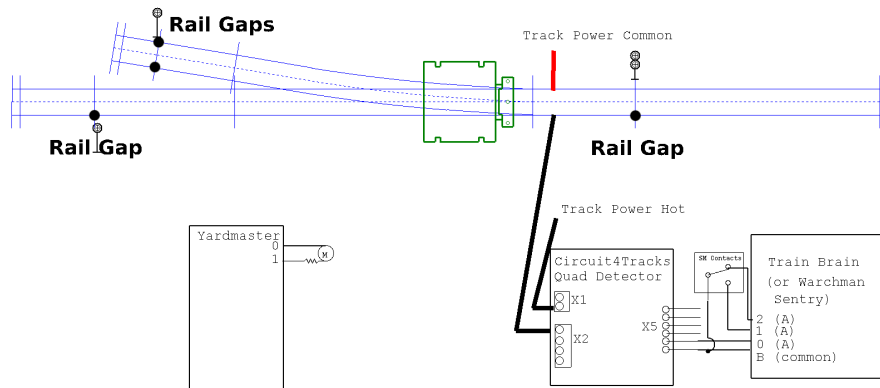 Rail Gaps
Track Power Common
Rail Gap
Rail Gap
Track Power Hot
Yardmaster
0
1
M
Circuit4Tracks
Quad Detector
X1
X2
X5
SM Contacts
Train Brain
(or Warchman
Sentry)
2 (A)
1 (A)
0 (A)
B (common)